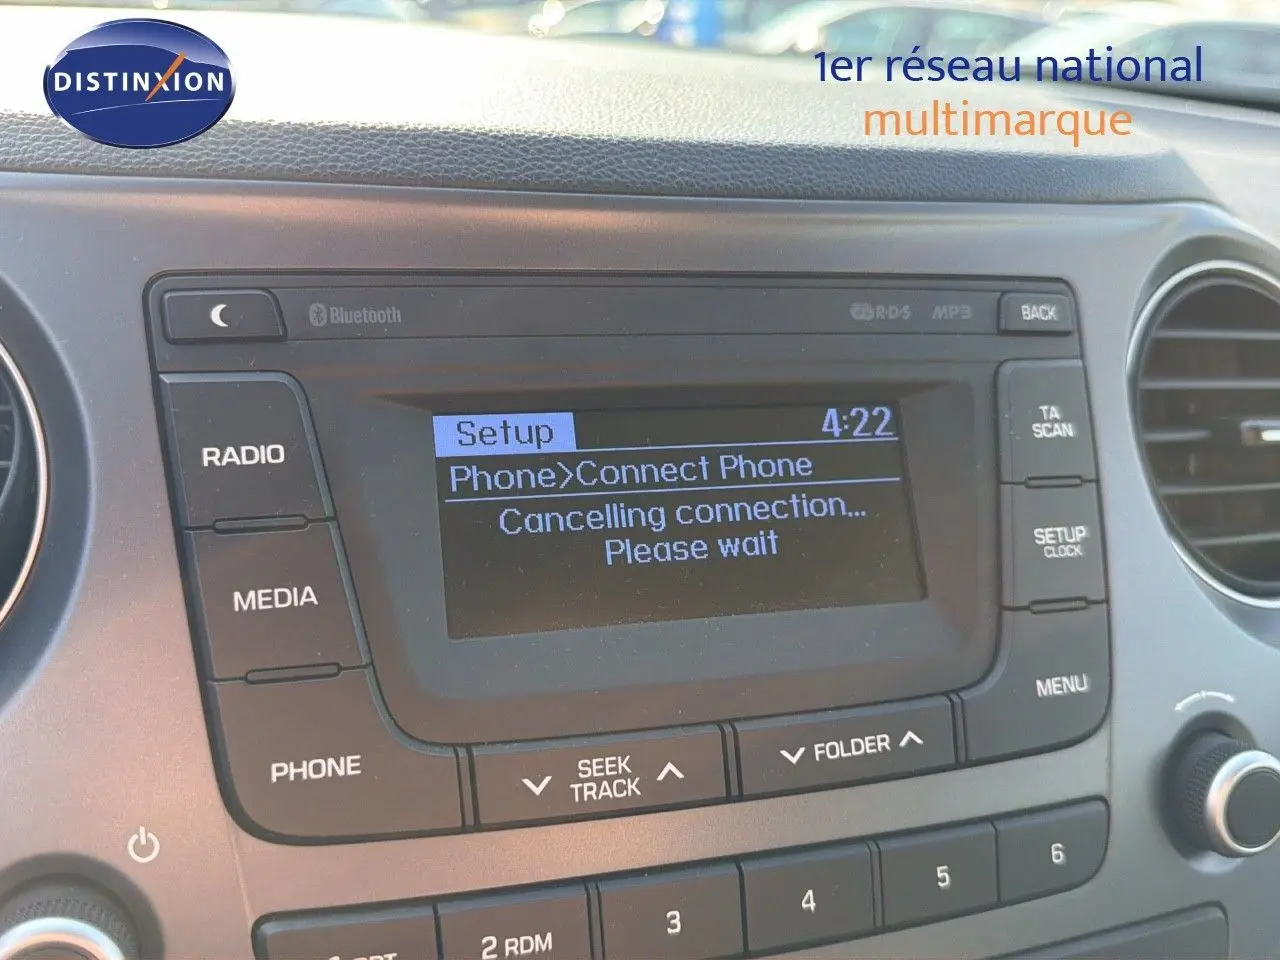 DISTINXION
1er réseau national
multimarque
Bluetooth
R·D·S
MP3
BACK
RADIO
MEDIA
PHONE
Setup
4:22
Phone>Connect Phone
Cancelling connection...
Please wait
TA
SCAN
SETUP
CLOCK
MENU
SEEK
TRACK
FOLDER
2 RDM
3
4
5
6